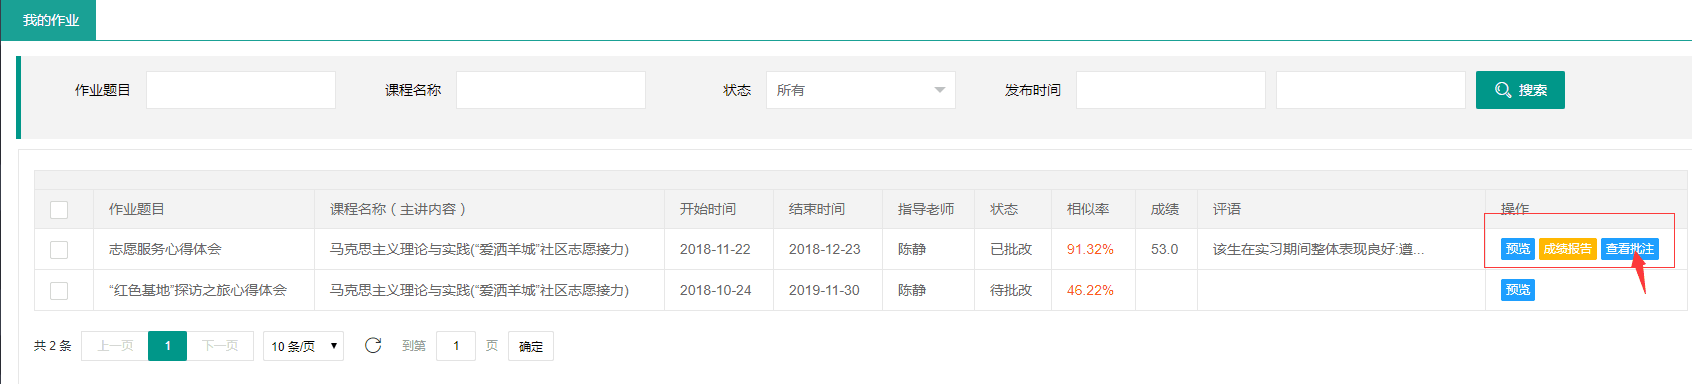 我的作业
作业题目 课程名称 状态 所有 发布时间 搜索
作业题目 课程名称（主讲内容） 开始时间 结束时间 指导老师 状态 相似率 成绩 评语 操作
志愿服务心得体会 马克思主义理论与实践(“爱洒羊城”社区志愿接力) 2018-11-22 2018-12-23 陈静 已批改 91.32% 53.0 该生在实习期间整体表现良好:遵... 预览 成绩报告 查看批注
“红色基地”探访之旅心得体会 马克思主义理论与实践(“爱洒羊城”社区志愿接力) 2018-10-24 2019-11-30 陈静 待批改 46.22% 预览
共 2 条 上一页 1 下一页 10 条/页 到第 1 页 确定